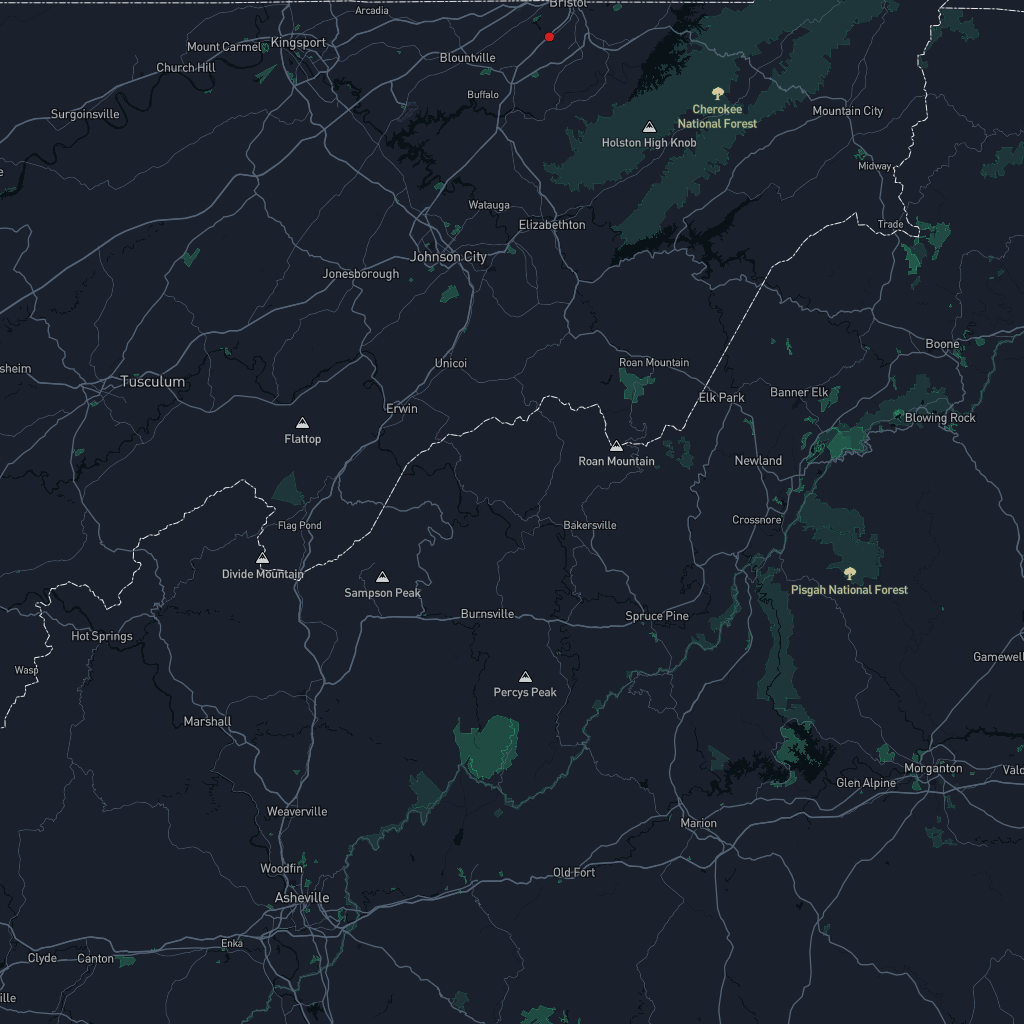 Bristol
Arcadia
Kingsport
Mount Carmel
Blountville
Church Hill
Buffalo
Surgoinsville
Cherokee
National Forest
Mountain City
Holston High Knob
Midway
Watauga
Elizabethton
Trade
Johnson City
Jonesborough
Boone
Unicoi
Roan Mountain
sheim
Tusculum
Banner Elk
Elk Park
Erwin
Blowing Rock
Flattop
Roan Mountain
Newland
Crossnore
Flag Pond
Bakersville
Divide Mountain
Sampson Peak
Pisgah National Forest
Burnsville
Spruce Pine
Hot Springs
Gamewell
Wasp
Percys Peak
Marshall
Morganton
Valo
Glen Alpine
Weaverville
Marion
Woodfin
Old Fort
Asheville
Enka
Clyde
Canton
ille